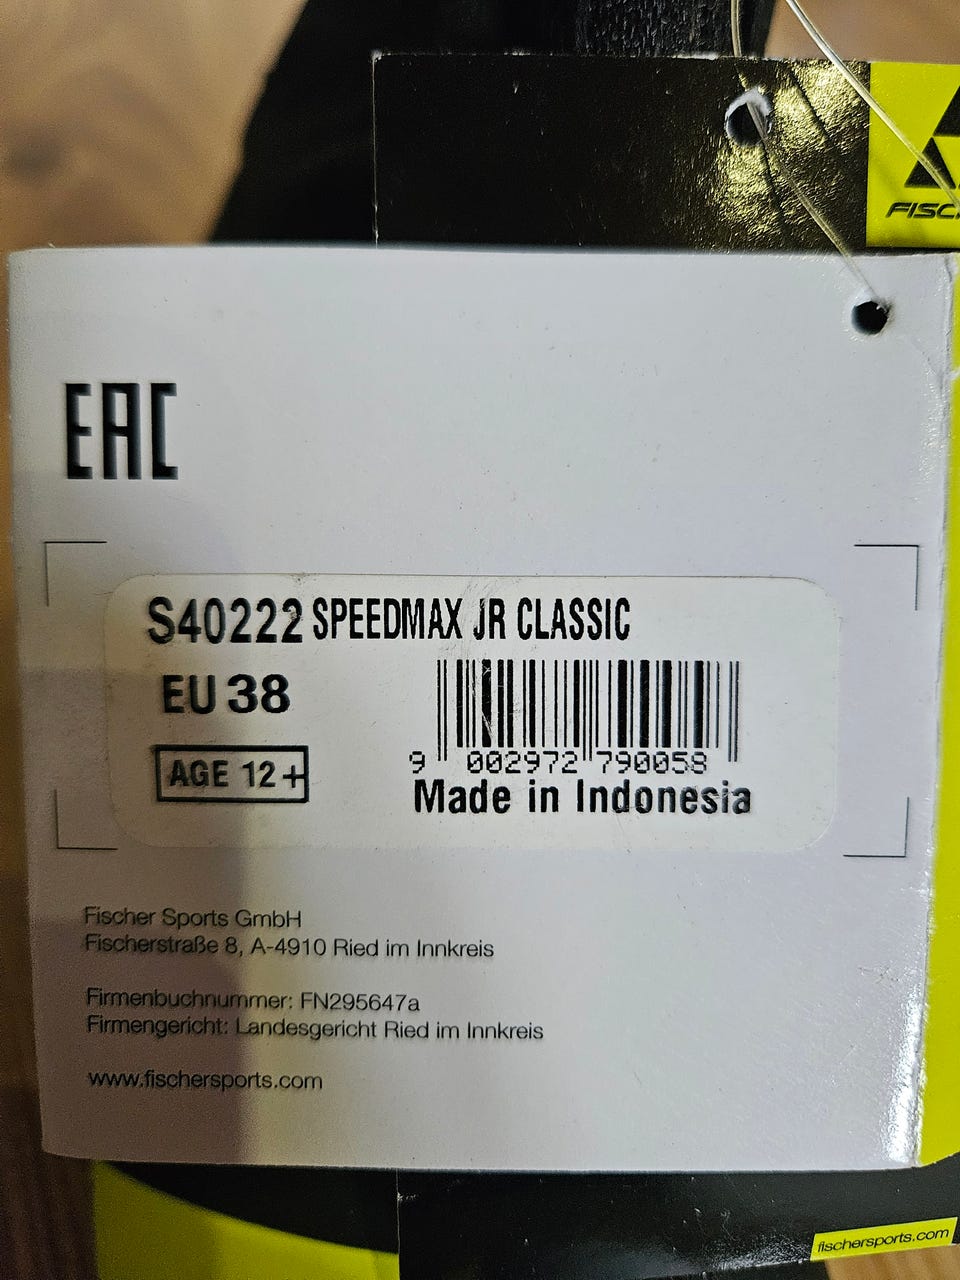 FISC
EAC
S40222 SPEEDMAX JR CLASSIC
EU 38
AGE 12+
9 002972 790058
Made in Indonesia
Fischer Sports GmbH
Fischerstraße 8, A-4910 Ried im Innkreis
Firmenbuchnummer: FN295647a
Firmengericht: Landesgericht Ried im Innkreis
www.fischersports.com
fischersports.com